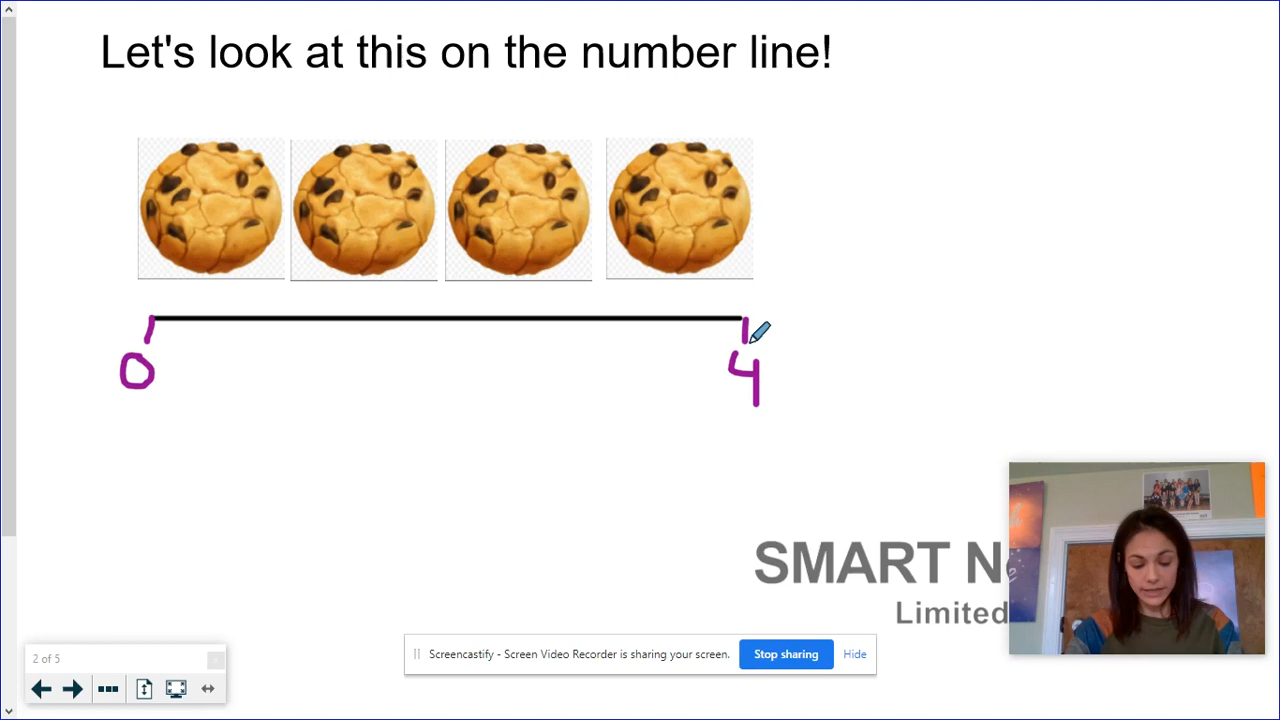 Let's look at this on the number line!
0
4
SMART N
Limited
2 of 5
Screencastify - Screen Video Recorder is sharing your screen. Stop sharing Hide